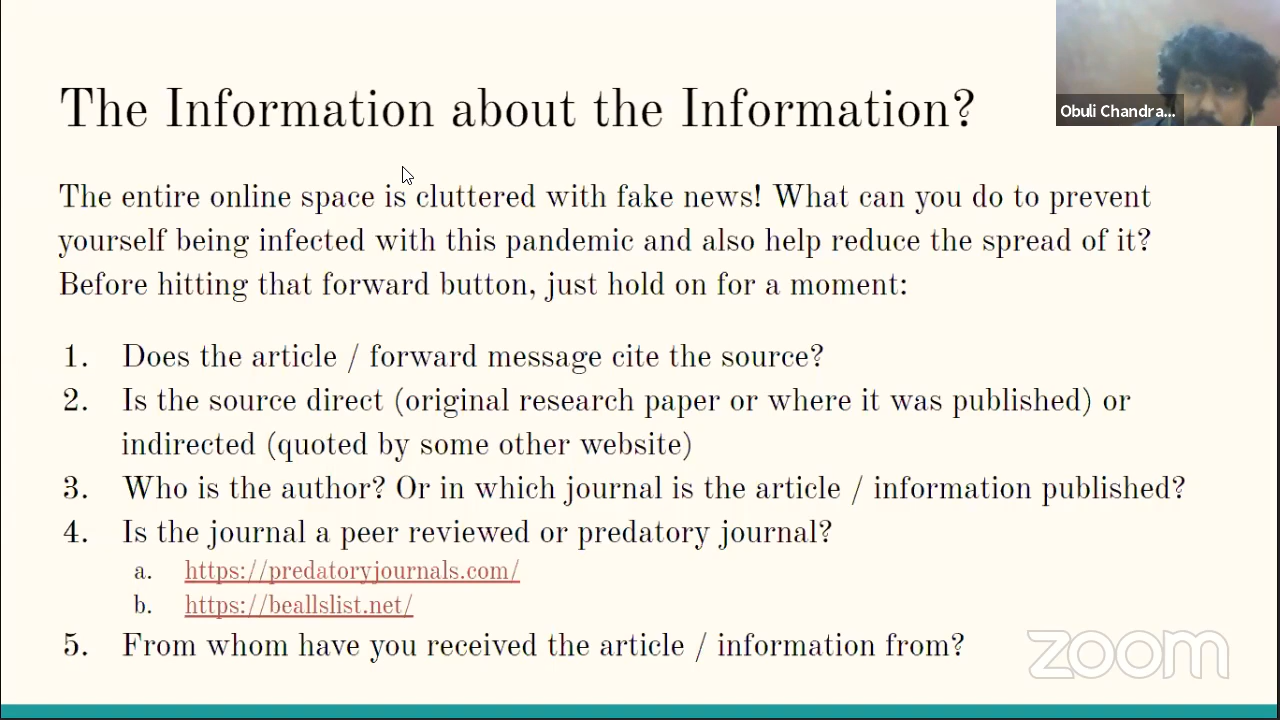 The Information about the Information?
Obuli Chandra...
The entire online space is cluttered with fake news! What can you do to prevent
yourself being infected with this pandemic and also help reduce the spread of it?
Before hitting that forward button, just hold on for a moment:
1. Does the article / forward message cite the source?
2. Is the source direct (original research paper or where it was published) or
indirected (quoted by some other website)
3. Who is the author? Or in which journal is the article / information published?
4. Is the journal a peer reviewed or predatory journal?
a. https://predatoryjournals.com/
b. https://beallslist.net/
5. From whom have you received the article / information from?
zoom